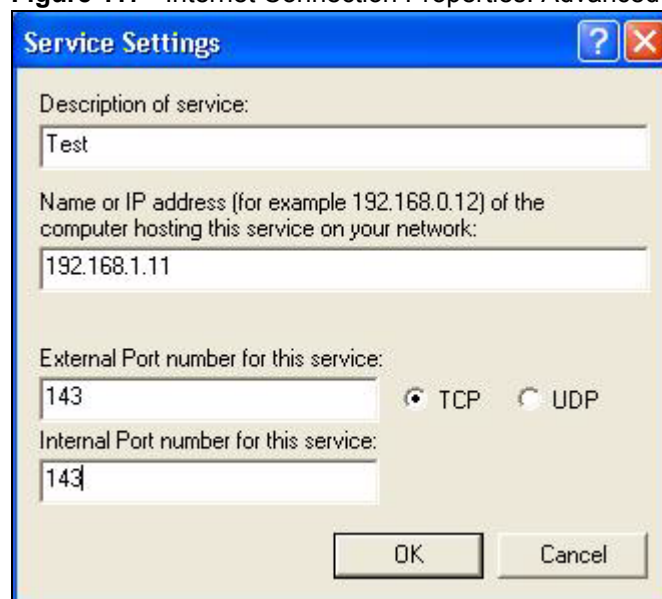 Internet Connection Properties: Advanced
Service Settings
Description of service:
Test
Name or IP address (for example 192.168.0.12) of the
computer hosting this service on your network:
192.168.1.11
External Port number for this service:
143
TCP
UDP
Internal Port number for this service:
143
OK
Cancel